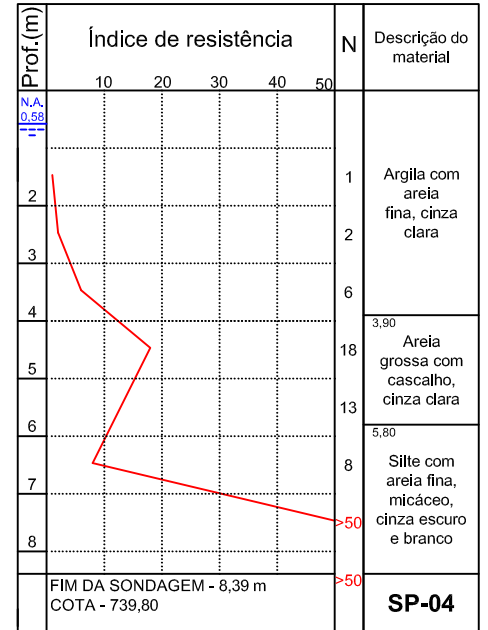 Prof.(m)
Índice de resistência
N
Descrição do
material
10 20 30 40 50
N.A.
0,58
1
Argila com
areia
fina, cinza
clara
2
2
3
6
4
3,90
Areia
grossa com
cascalho,
cinza clara
18
5
13
6
5,80
8
Silte com
areia fina,
micáceo,
cinza escuro
e branco
7
>50
8
>50
FIM DA SONDAGEM - 8,39 m
COTA - 739,80
SP-04